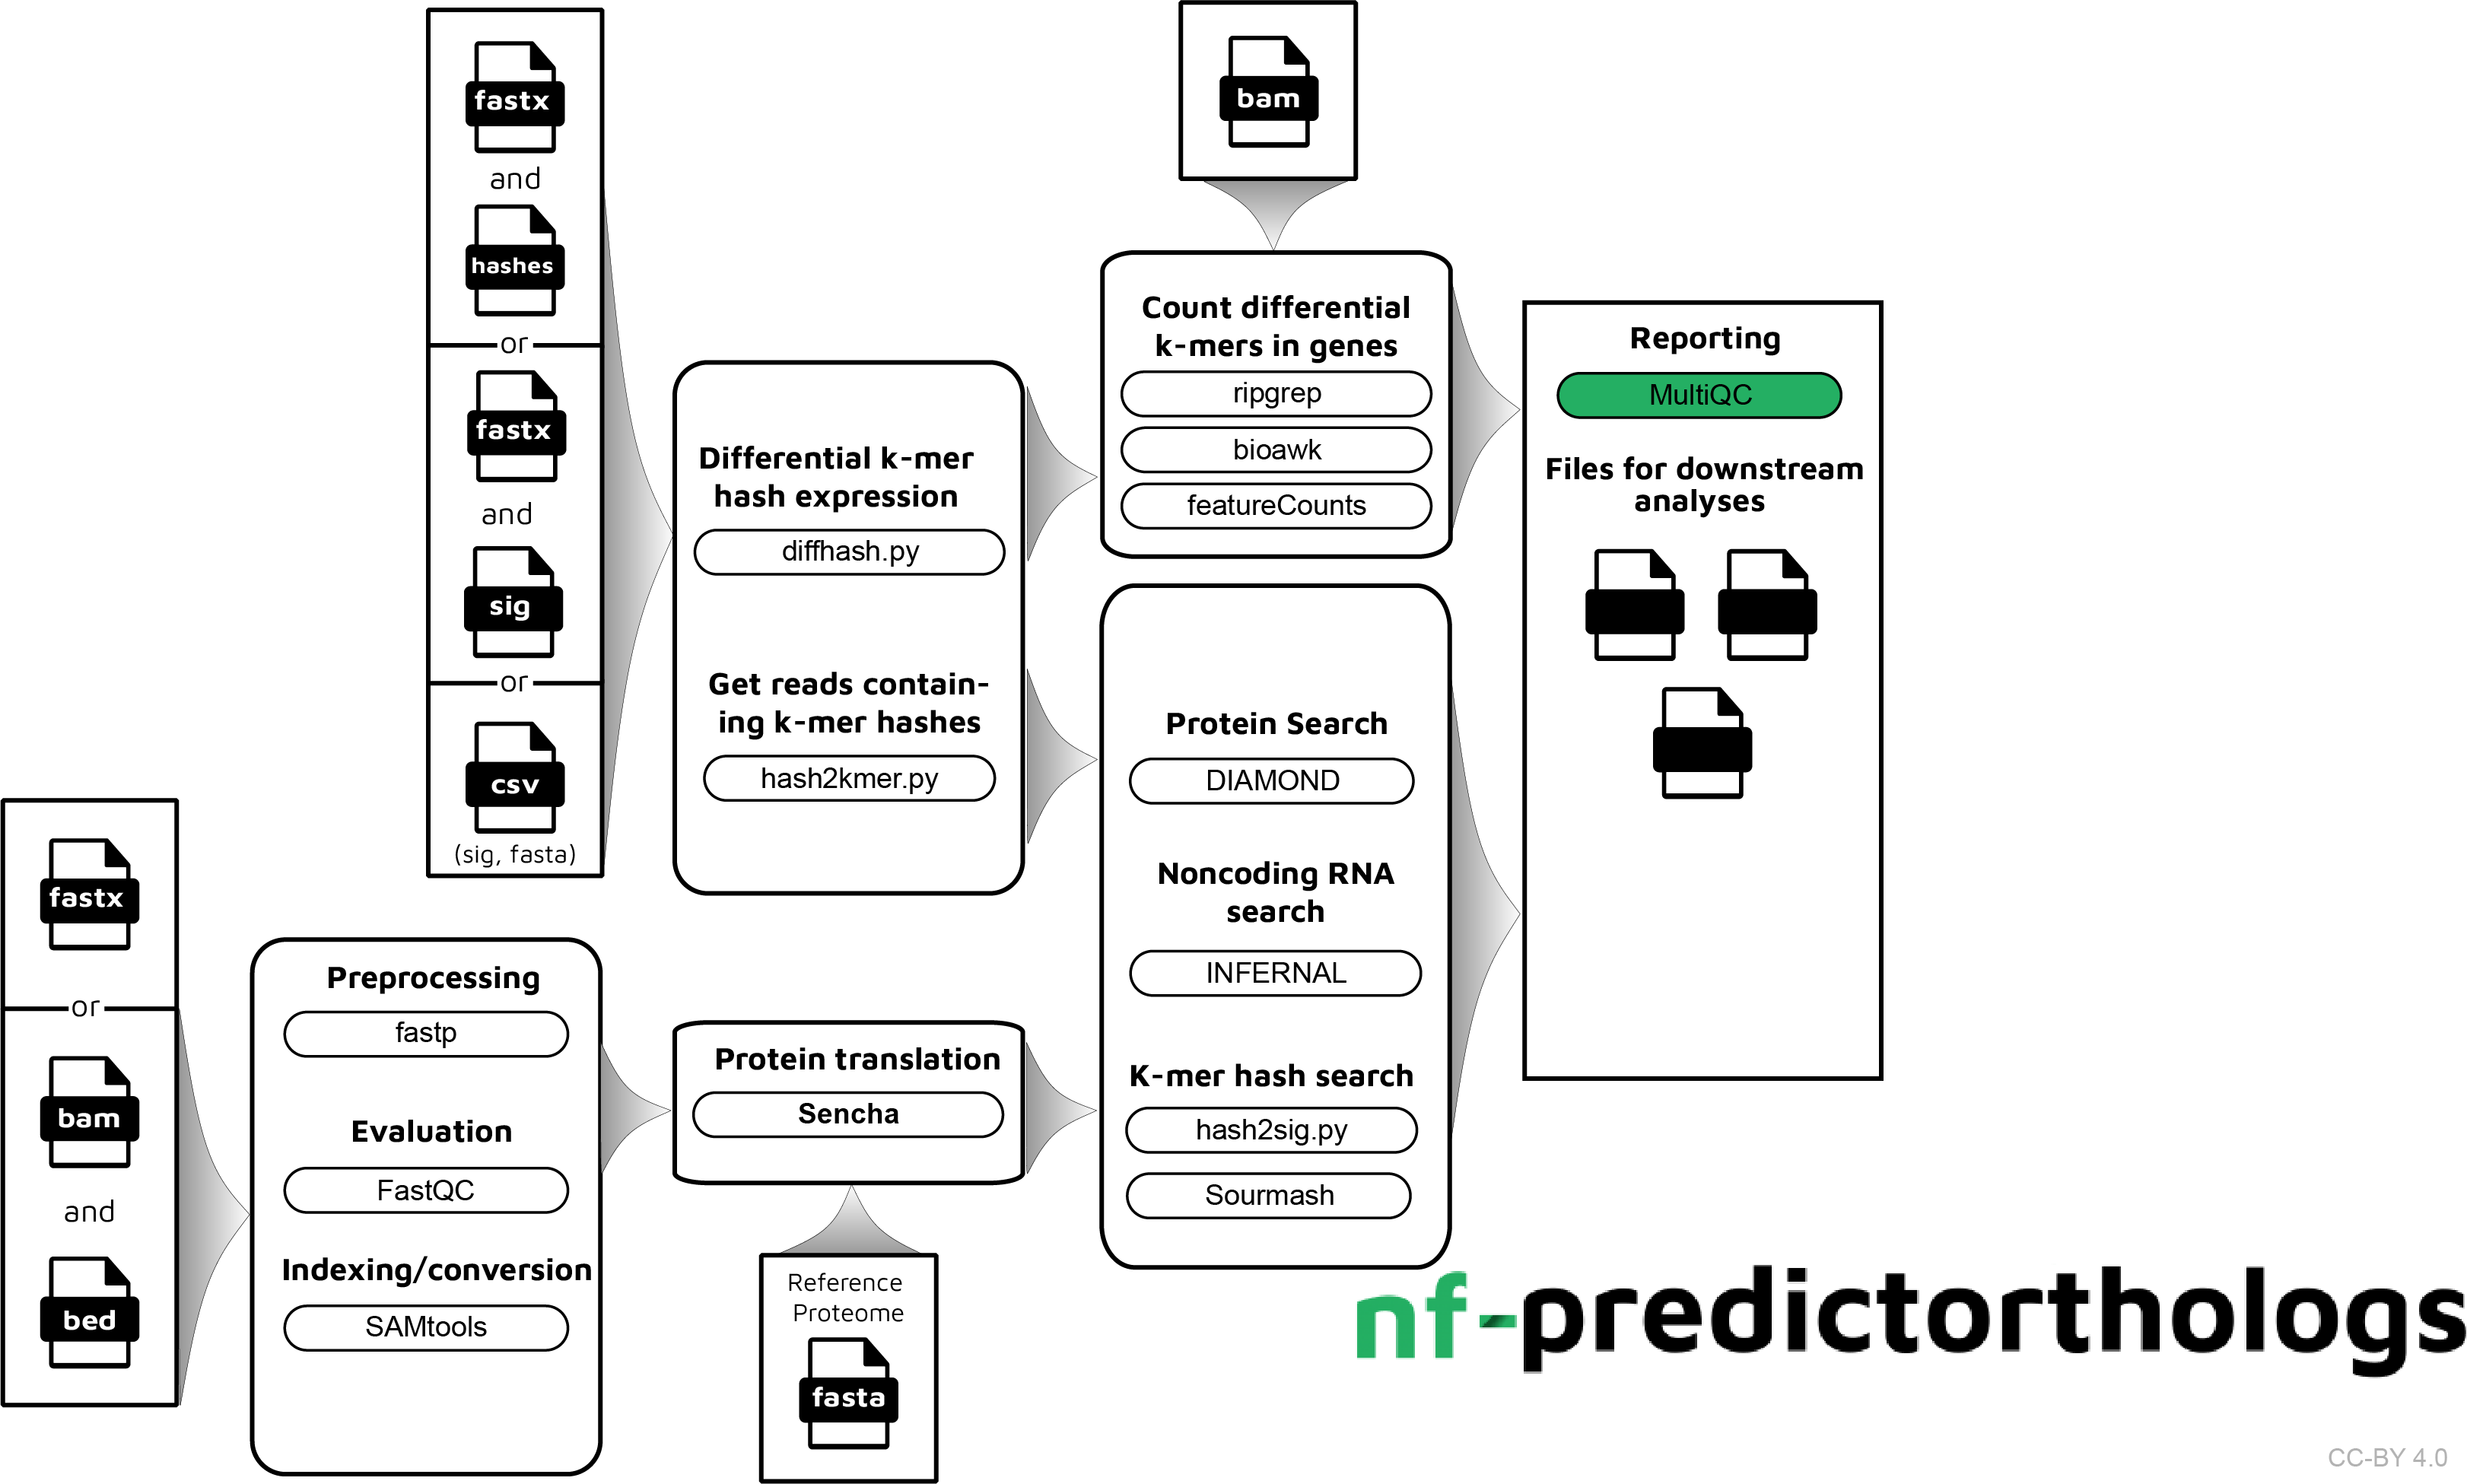 fastx
and
hashes
or
fastx
and
sig
or
csv
(sig, fasta)
fastx
or
bam
and
bed
Preprocessing
fastp
Evaluation
FastQC
Indexing/conversion
SAMtools
Differential k-mer
hash expression
diffhash.py
Get reads contain-
ing k-mer hashes
hash2kmer.py
Protein translation
Sencha
Reference
Proteome
fasta
bam
Count differential
k-mers in genes
ripgrep
bioawk
featureCounts
Protein Search
DIAMOND
Noncoding RNA
search
INFERNAL
K-mer hash search
hash2sig.py
Sourmash
Reporting
MultiQC
Files for downstream
analyses
nf-predictorthologs
CC-BY 4.0